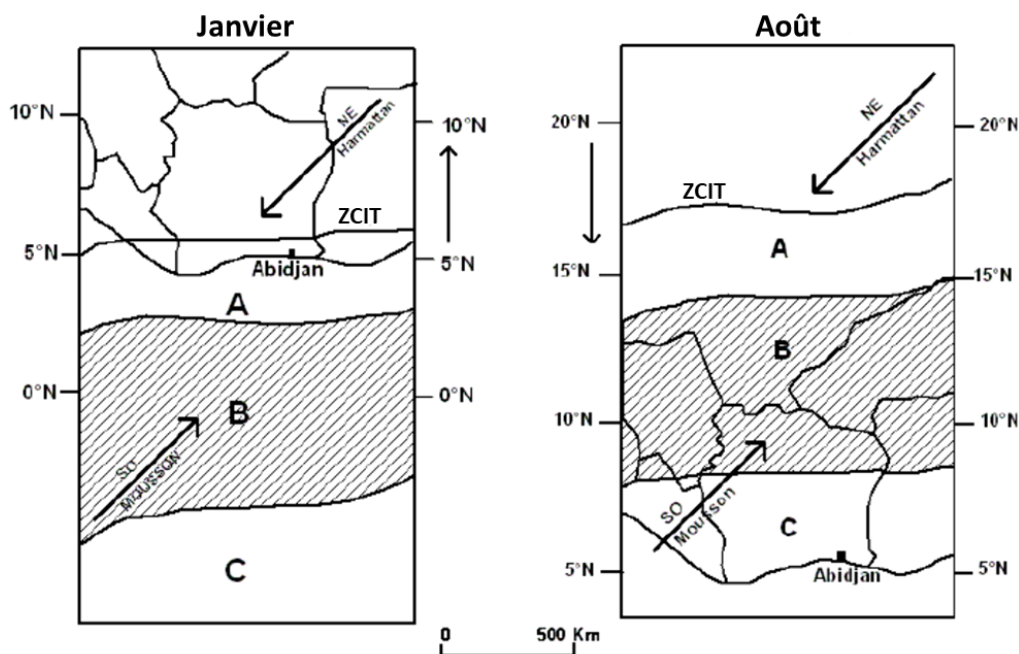 Janvier
10°N
10°N
NE
Harmattan
ZCIT
5°N
5°N
Abidjan
A
0°N
0°N
B
SO
MOUSSON
C
Août
20°N
20°N
NE
Harmattan
ZCIT
A
15°N
15°N
B
10°N
10°N
SO
Mousson
C
5°N
5°N
Abidjan
0 500 Km